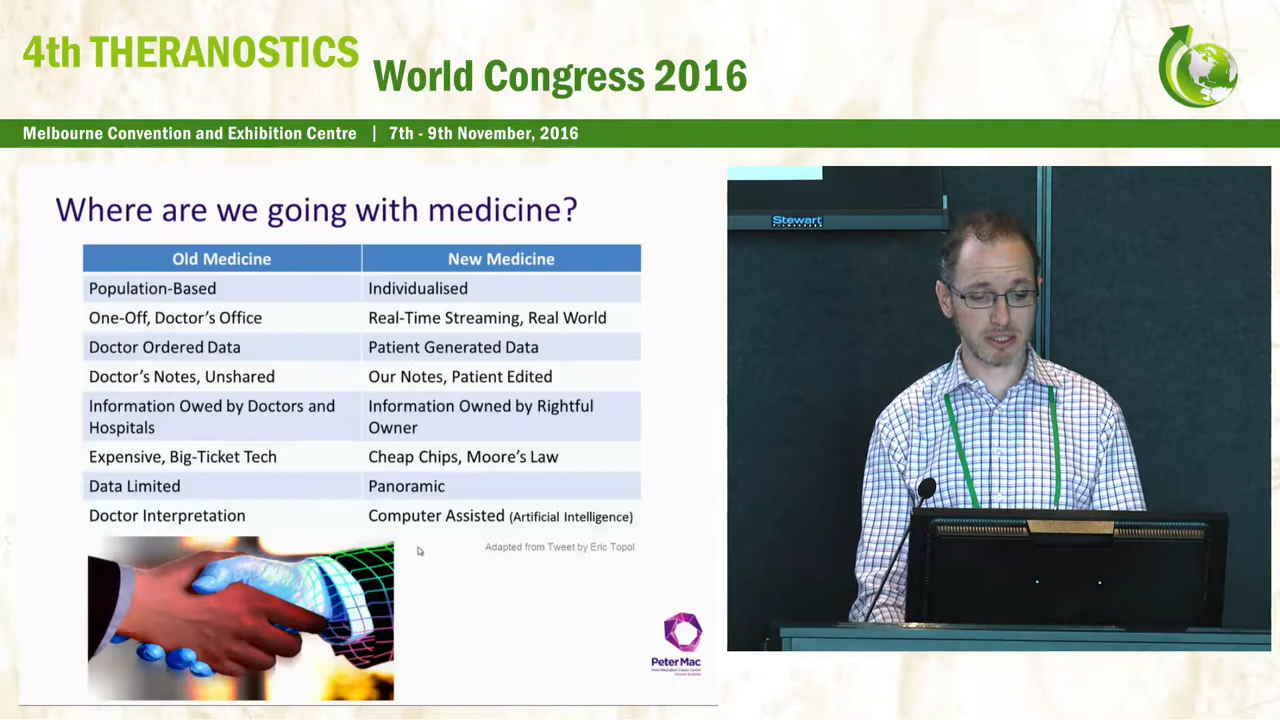 4th THERANOSTICS
World Congress 2016
Melbourne Convention and Exhibition Centre | 7th - 9th November, 2016
Where are we going with medicine?
Old Medicine New Medicine
Population-Based Individualised
One-Off, Doctor's Office Real-Time Streaming, Real World
Doctor Ordered Data Patient Generated Data
Doctor's Notes, Unshared Our Notes, Patient Edited
Information Owed by Doctors and Information Owned by Rightful
Hospitals Owner
Expensive, Big-Ticket Tech Cheap Chips, Moore's Law
Data Limited Panoramic
Doctor Interpretation Computer Assisted (Artificial Intelligence)
Adapted from Tweet by Eric Topol
Peter Mac
Stewart